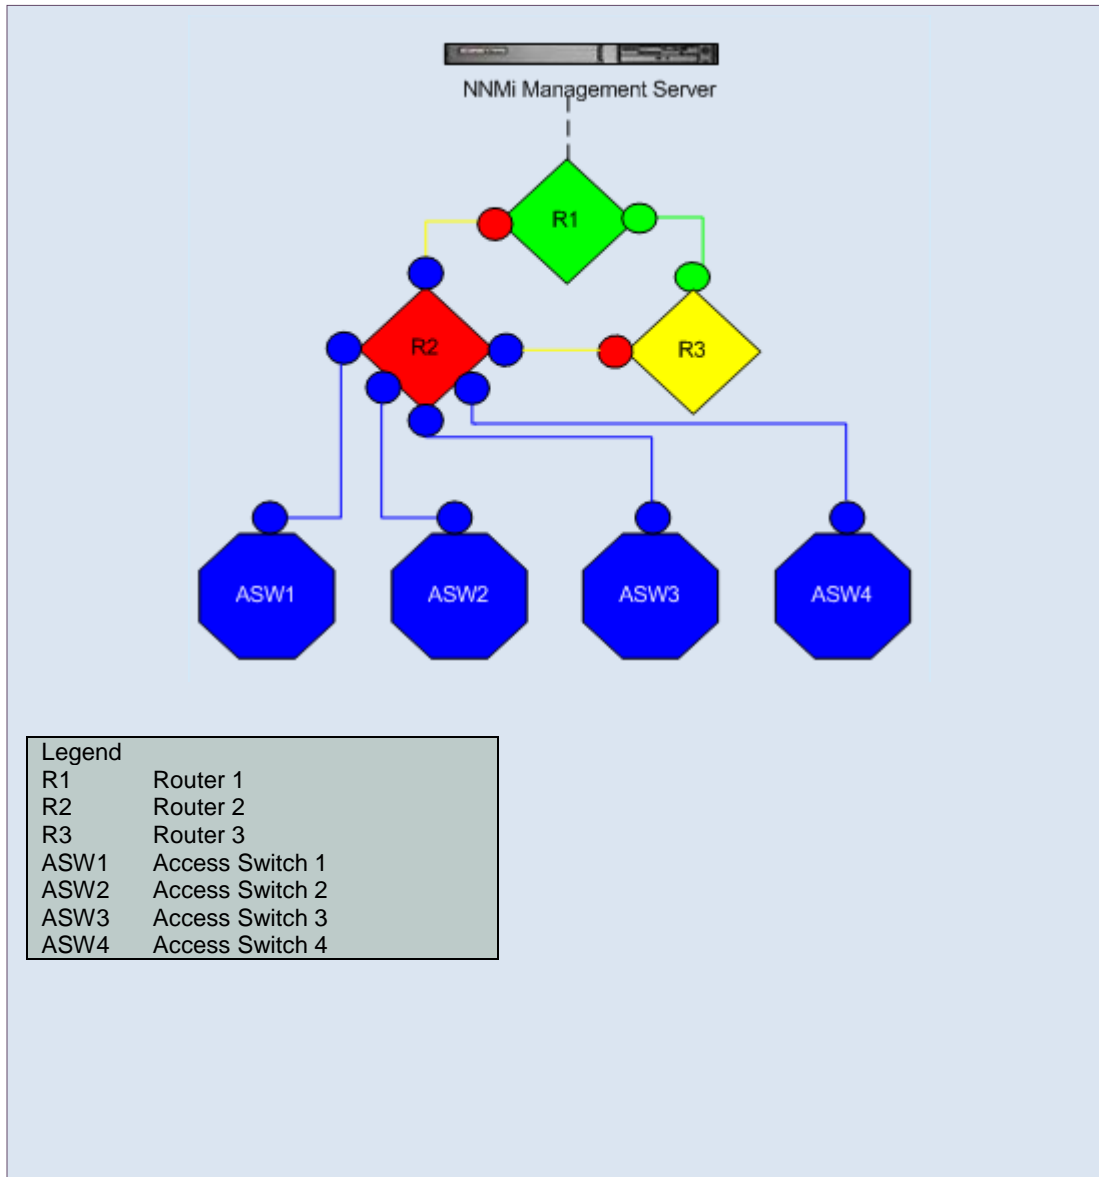 NNMi Management Server
R1
R2
R3
ASW1
ASW2
ASW3
ASW4
Legend
R1 Router 1
R2 Router 2
R3 Router 3
ASW1 Access Switch 1
ASW2 Access Switch 2
ASW3 Access Switch 3
ASW4 Access Switch 4